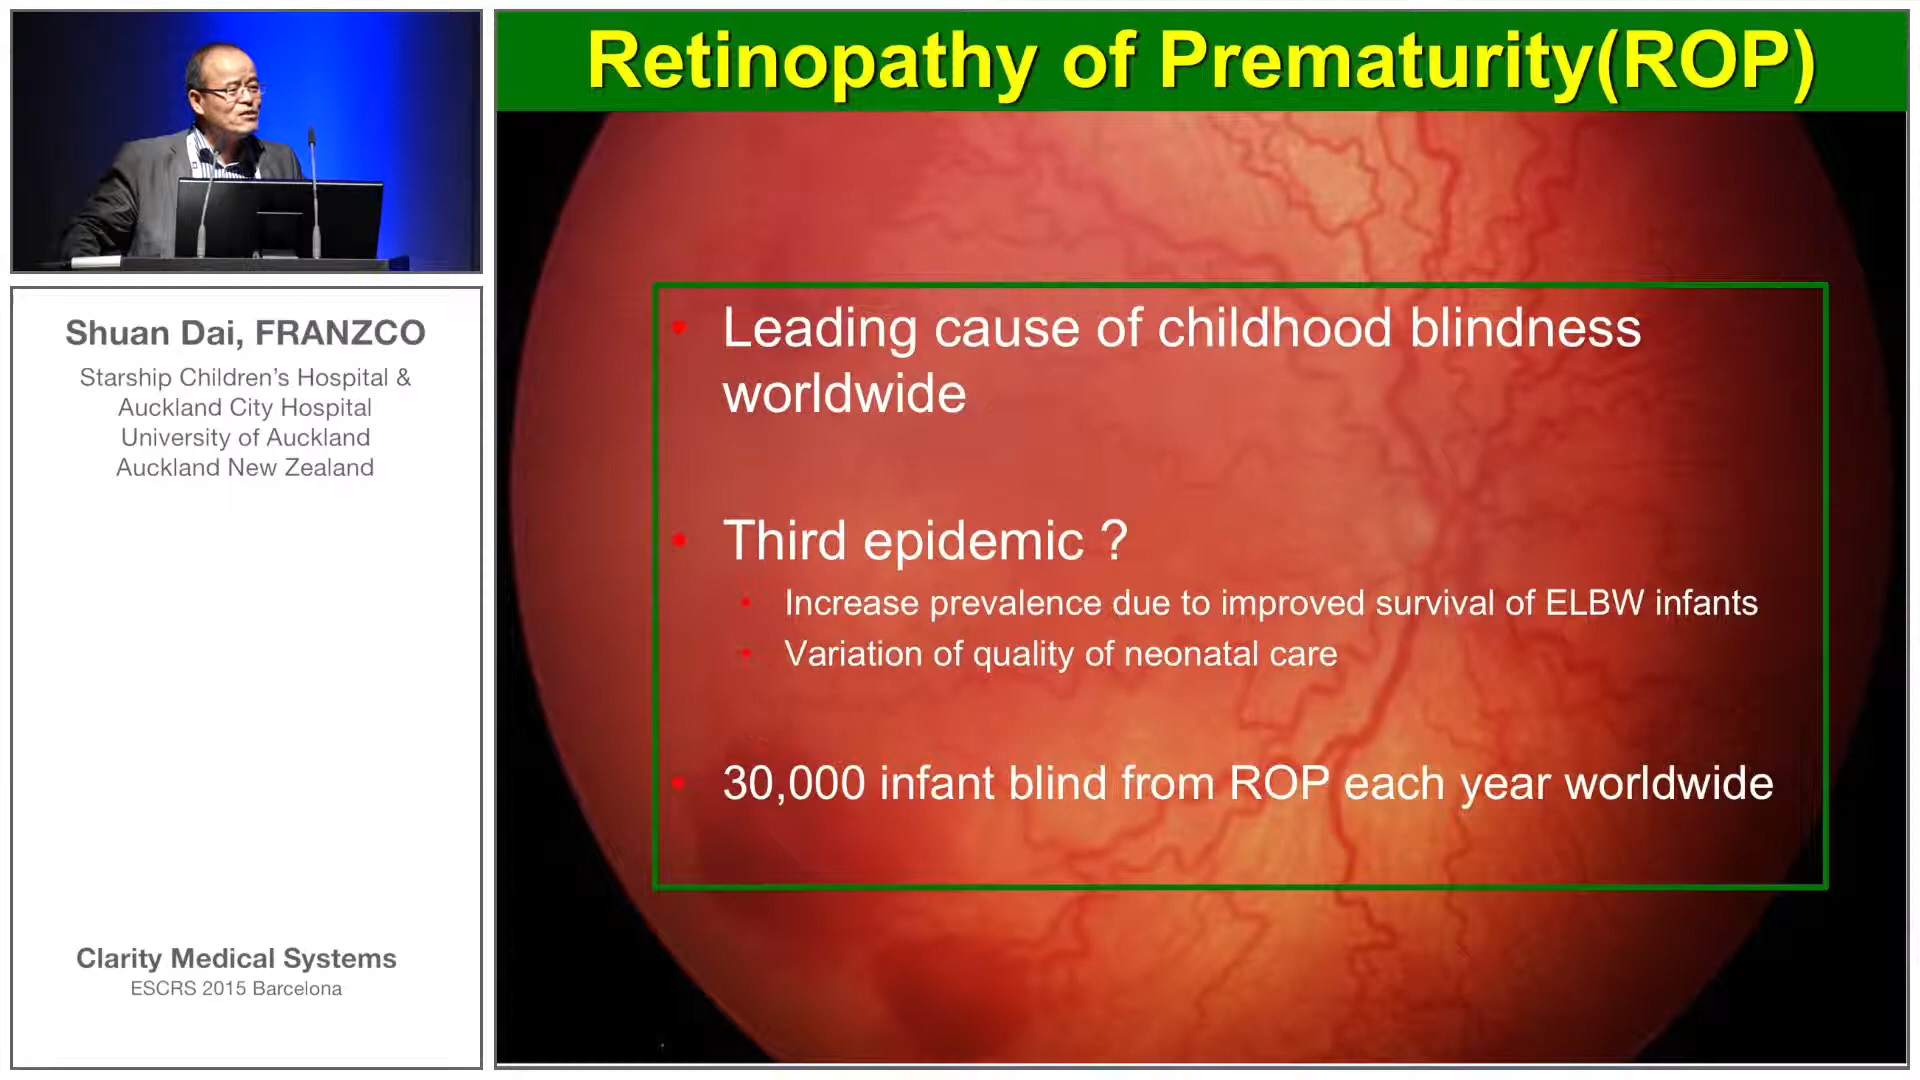 Shuan Dai, FRANZCO
Starship Children's Hospital &
Auckland City Hospital
University of Auckland
Auckland New Zealand
Clarity Medical Systems
ESCRS 2015 Barcelona
Retinopathy of Prematurity(ROP)
• Leading cause of childhood blindness
worldwide
• Third epidemic ?
• Increase prevalence due to improved survival of ELBW infants
• Variation of quality of neonatal care
• 30,000 infant blind from ROP each year worldwide